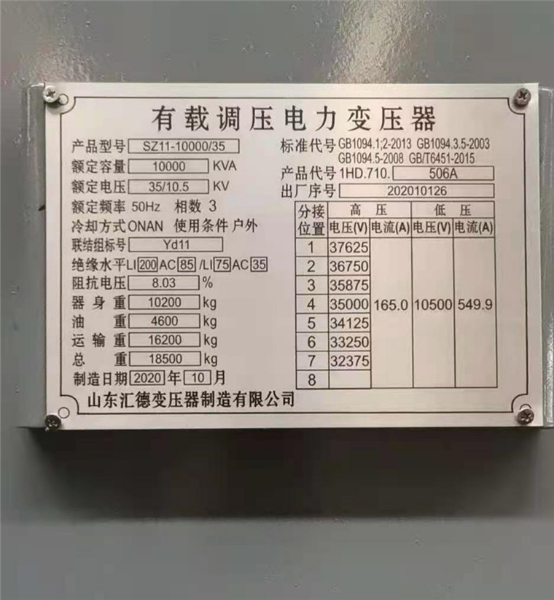 有载调压电力变压器
产品型号 SZ11-10000/35
额定容量 10000 KVA
额定电压 35/10.5 KV
额定频率 50Hz 相数 3
冷却方式 ONAN 使用条件 户外
联结组标号 Yd11
绝缘水平 LI 200 AC 85 /LI 75 AC 35
阻抗电压 8.03 %
器身重 10200 kg
油重 4600 kg
运输重 16200 kg
总重 18500 kg
制造日期 2020 年 10 月
标准代号 GB1094.1;2-2013 GB1094.3.5-2003
GB1094.5-2008 GB/T6451-2015
产品代号 1HD.710. 506A
出厂序号 202010126
分接位置 高压 低压
电压(V) 电流(A) 电压(V) 电流(A)
1 37625
2 36750
3 35875
4 35000 165.0 10500 549.9
5 34125
6 33250
7 32375
8
山东汇德变压器制造有限公司